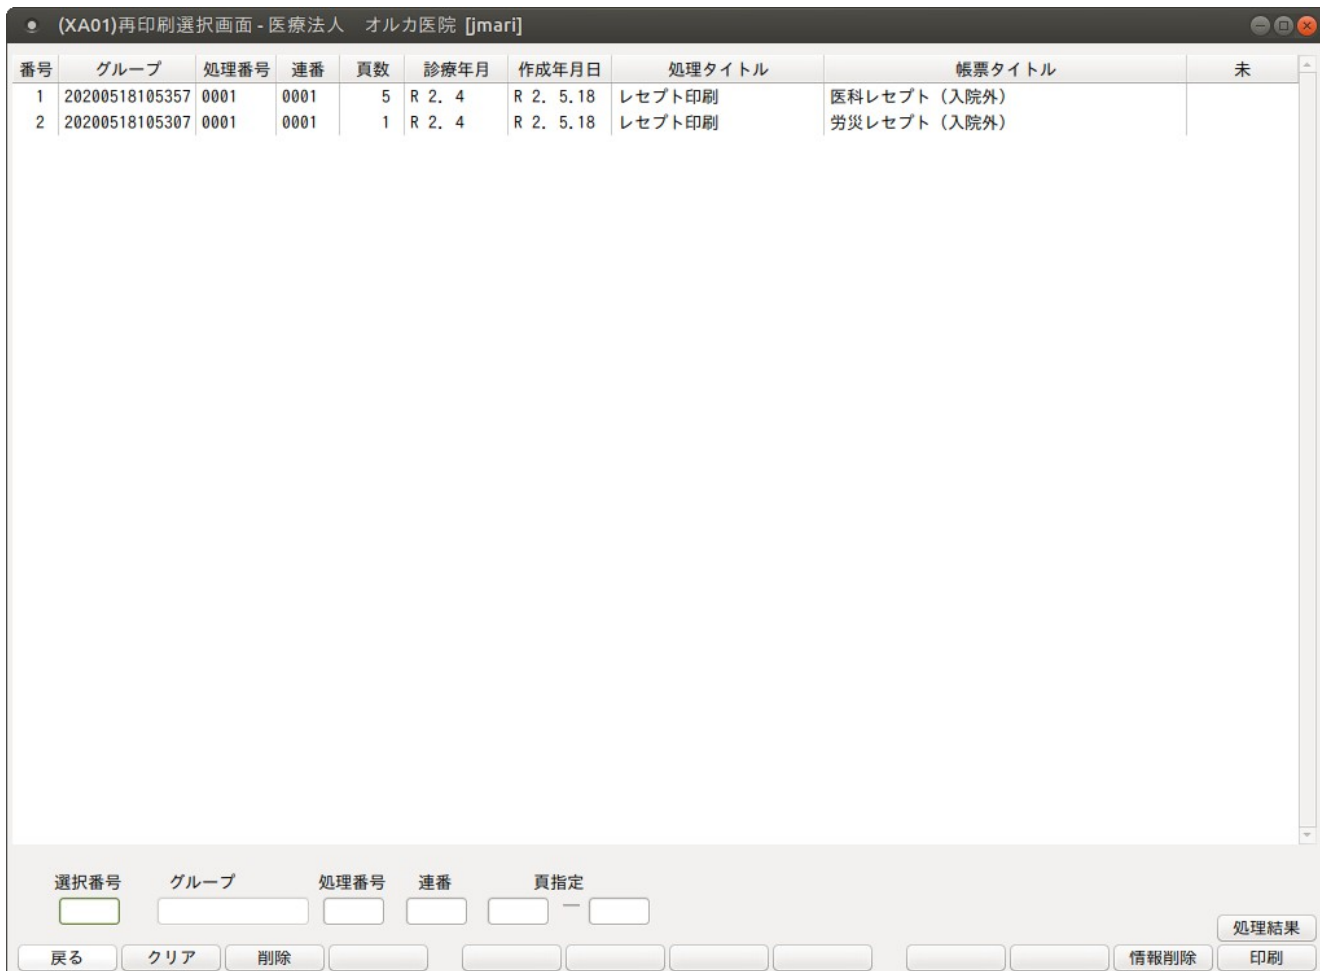 (XA01)再印刷選択画面 - 医療法人　オルカ医院 [jmari]
番号 グループ 処理番号 連番 頁数 診療年月 作成年月日 処理タイトル 帳票タイトル 未
1 20200518105357 0001 0001 5 R 2. 4 R 2. 5.18 レセプト印刷 医科レセプト（入院外）
2 20200518105307 0001 0001 1 R 2. 4 R 2. 5.18 レセプト印刷 労災レセプト（入院外）
選択番号 グループ 処理番号 連番 頁指定
—
処理結果
戻る クリア 削除 情報削除 印刷